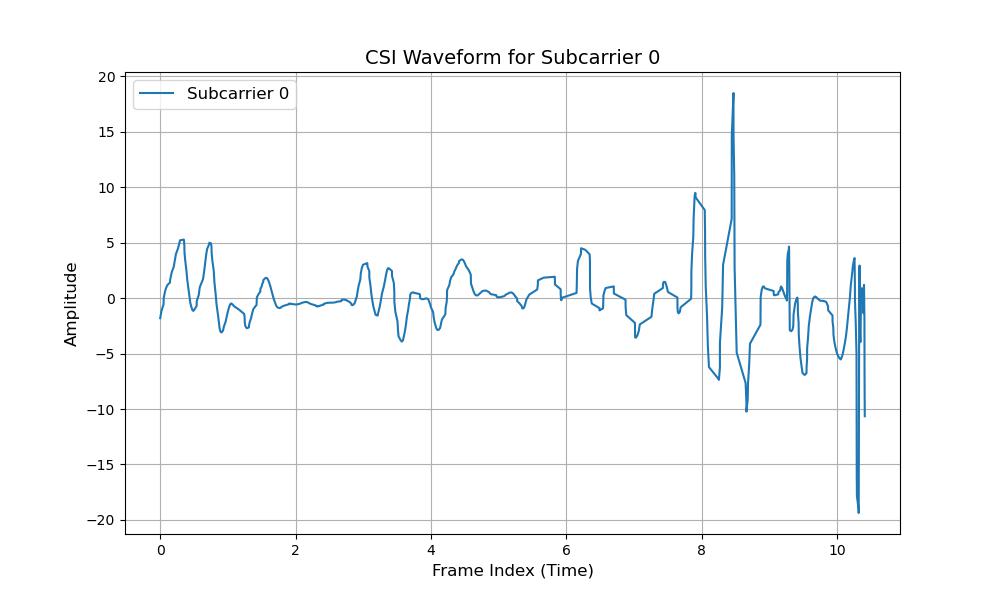 CSI Waveform for Subcarrier 0
Subcarrier 0
20
15
10
5
0
−5
−10
−15
−20
Amplitude
0 2 4 6 8 10
Frame Index (Time)